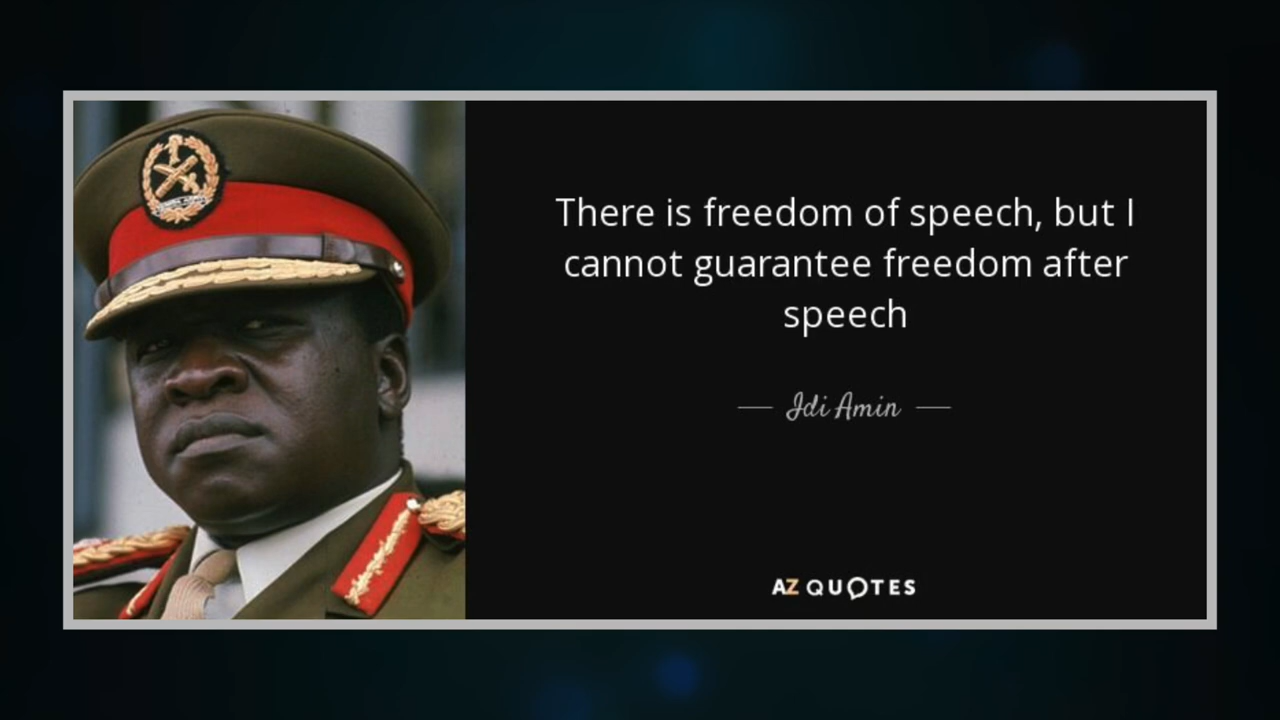 There is freedom of speech, but I
cannot guarantee freedom after
speech
Idi Amin
AZ QUOTES